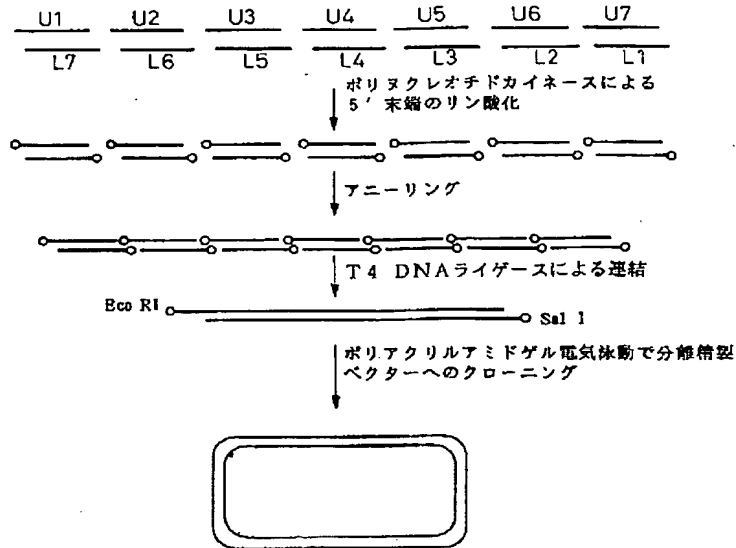 U1 U2 U3 U4 U5 U6 U7
L7 L6 L5 L4 L3 L2 L1
ポリヌクレオチドカイネースによる
5' 末端のリン酸化
アニーリング
T4 DNAライゲースによる連結
Eco RI
Sal I
ポリアクリルアミドゲル電気泳動で分離精製
ベクターへのクローニング